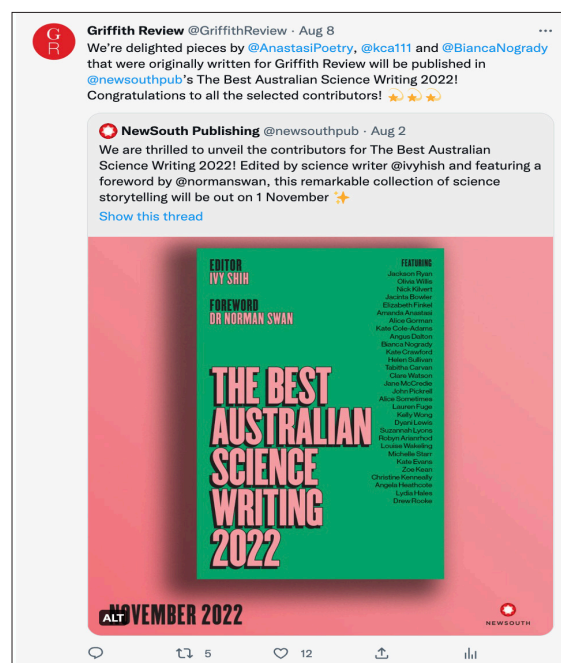 Griffith Review @GriffithReview · Aug 8
We're delighted pieces by @AnastasiPoetry, @kca111 and @BiancaNogrady
that were originally written for Griffith Review will be published in
@newsouthpub's The Best Australian Science Writing 2022!
Congratulations to all the selected contributors! 💫 💫 💫
NewSouth Publishing @newsouthpub · Aug 2
We are thrilled to unveil the contributors for The Best Australian
Science Writing 2022! Edited by science writer @ivyhish and featuring a
foreword by @normanswan, this remarkable collection of science
storytelling will be out on 1 November ✨
Show this thread
EDITOR
IVY SHIH
FOREWORD
DR NORMAN SWAN
THE BEST
AUSTRALIAN
SCIENCE
WRITING
2022
FEATURING
Jackson Ryan
Olivia Willis
Nick Kilvert
Jacinta Bowler
Elizabeth Finkel
Amanda Anastasi
Alice Gorman
Kate Cole-Adams
Angus Dalton
Bianca Nogrady
Kate Crawford
Helen Sullivan
Tabitha Carvan
Clare Watson
Jane McCredie
John Pickrell
Alice Sometimes
Lauren Fuge
Kelly Wong
Dyani Lewis
Suzannah Lyons
Robyn Arianrhod
Louise Wakeling
Michelle Starr
Kate Evans
Zoe Kean
Christine Kenneally
Angela Heathcote
Lydia Hales
Drew Rooke
ALT
VEMBER 2022
NEWSOUTH
5
12
G
R